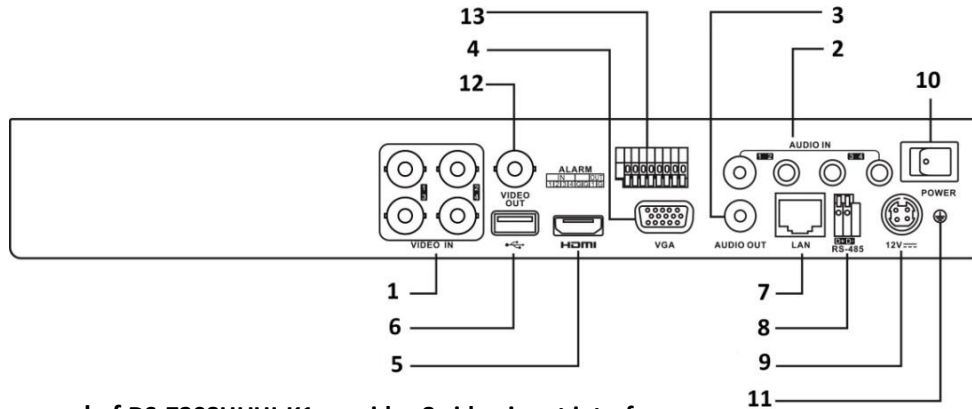 13
3
4
2
12
10
AUDIO IN
1 2
3 4
ALARM
IN OUT
VIDEO
OUT
POWER
VIDEO IN
HDMI
VGA
AUDIO OUT
LAN
D+ D-
RS-485
12V
1
7
6
8
5
9
11